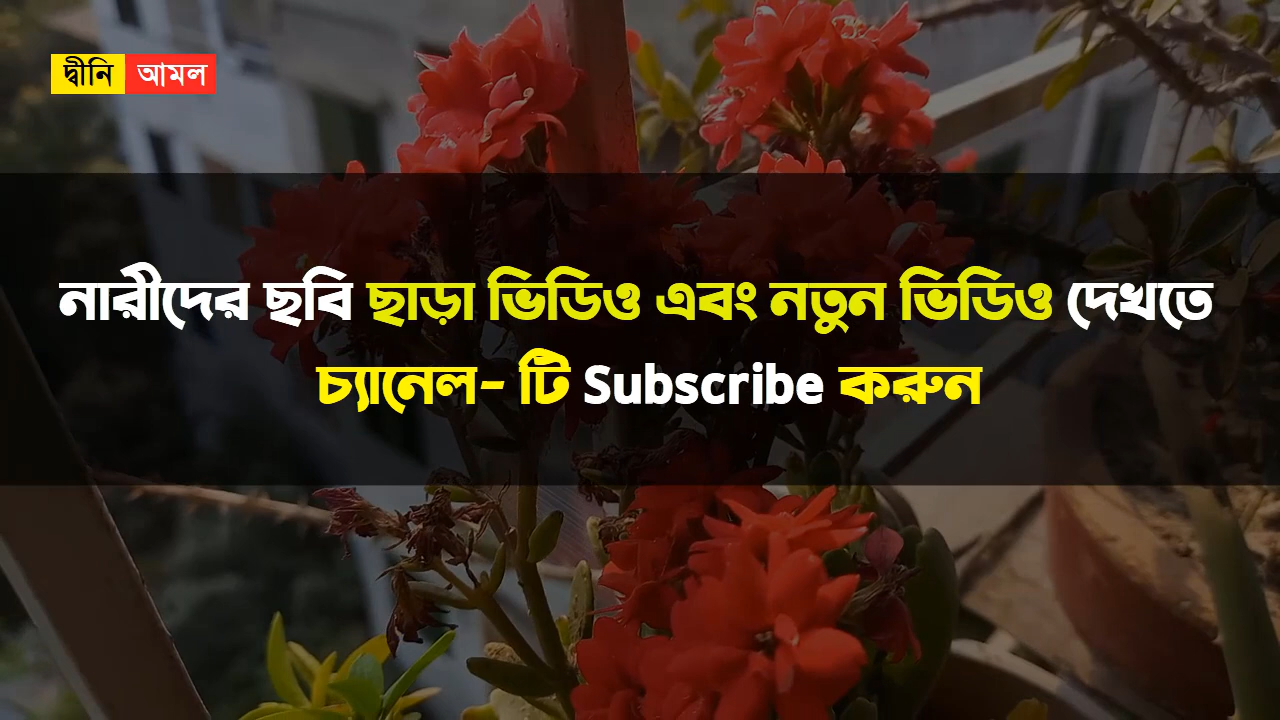 দ্বীনি আমল
নারীদের ছবি ছাড়া ভিডিও এবং নতুন ভিডিও দেখতে
চ্যানেল- টি Subscribe করুন